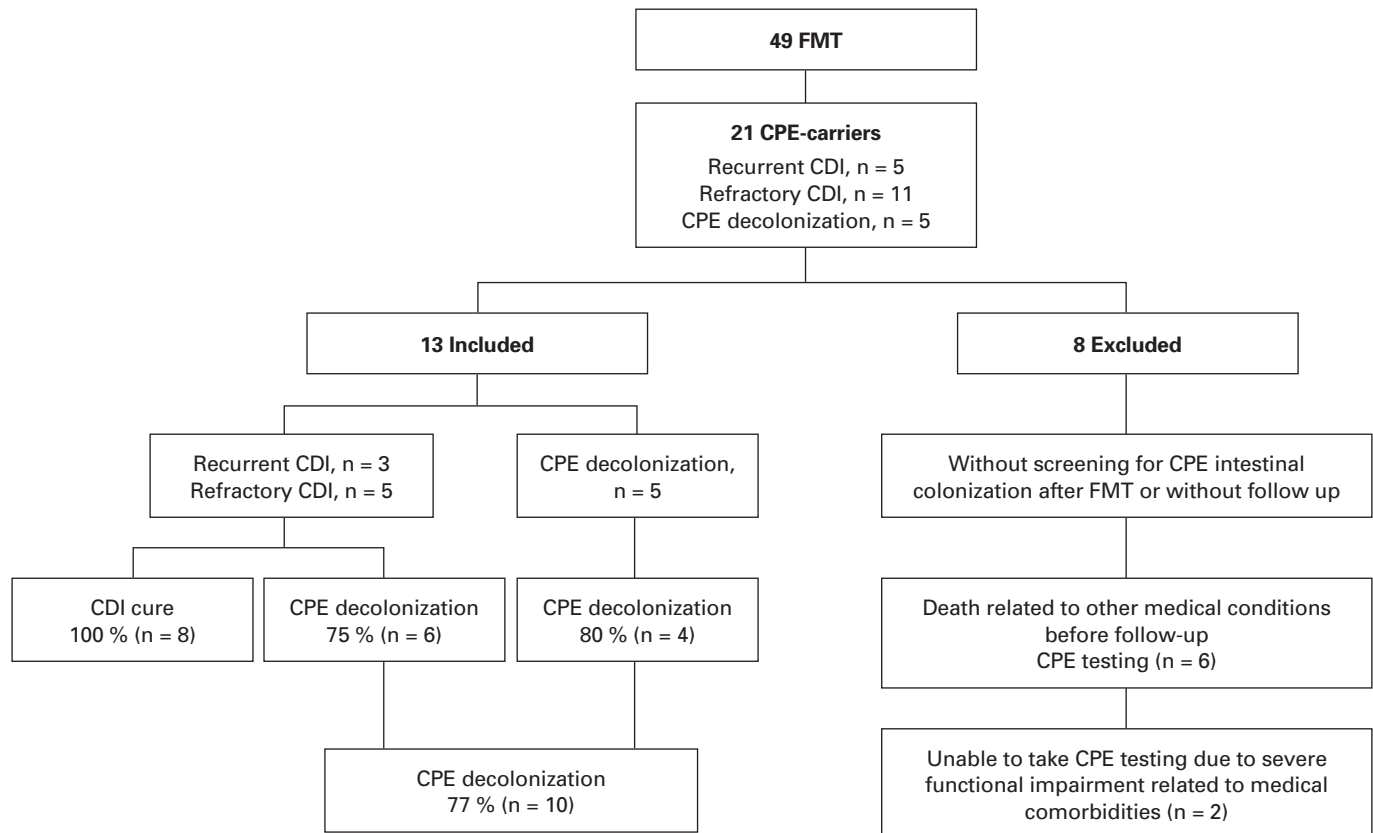 49 FMT
21 CPE-carriers
Recurrent CDI, n = 5
Refractory CDI, n = 11
CPE decolonization, n = 5
13 Included
8 Excluded
Recurrent CDI, n = 3
Refractory CDI, n = 5
CPE decolonization,
n = 5
Without screening for CPE intestinal
colonization after FMT or without follow up
CDI cure
100 % (n = 8)
CPE decolonization
75 % (n = 6)
CPE decolonization
80 % (n = 4)
Death related to other medical conditions
before follow-up
CPE testing (n = 6)
CPE decolonization
77 % (n = 10)
Unable to take CPE testing due to severe
functional impairment related to medical
comorbidities (n = 2)